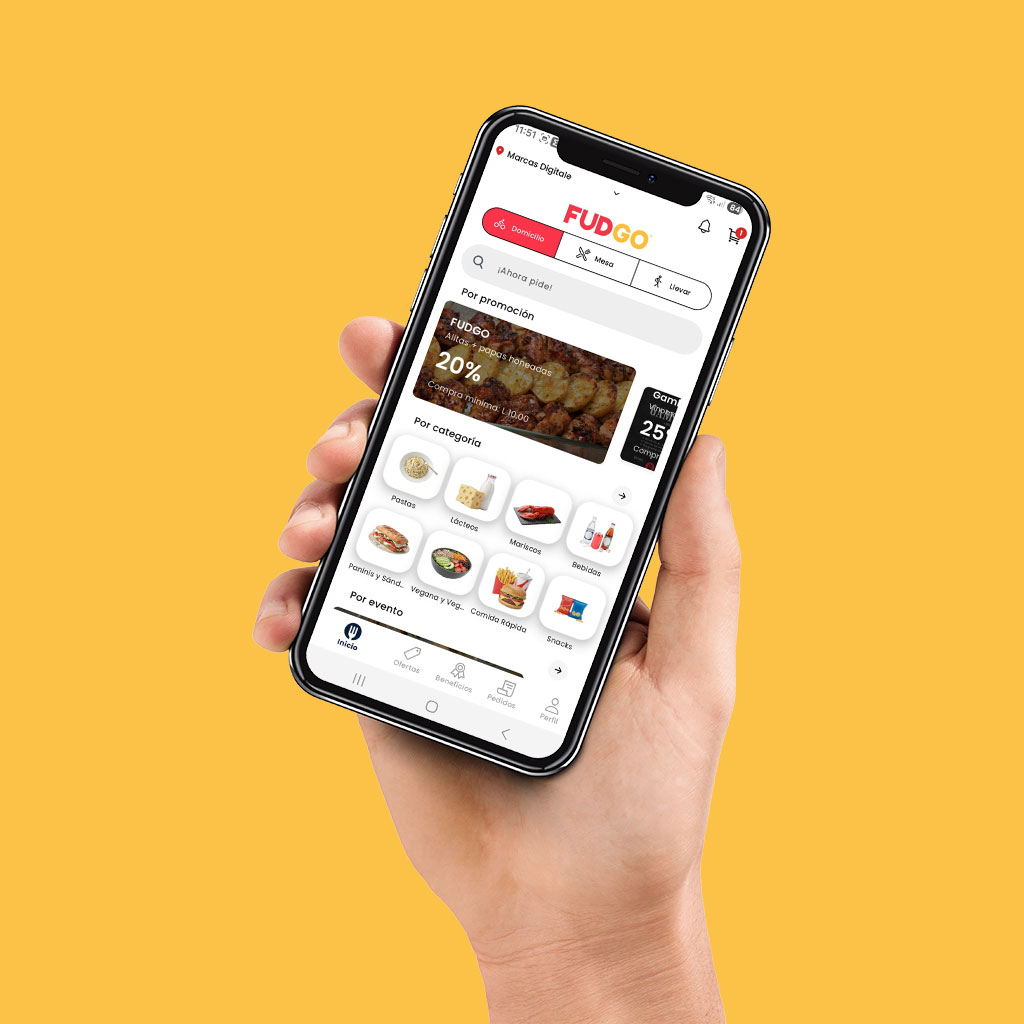 11:51
84
Marcas Digitale
1
FUDGO
Domicilio
Mesa
Llevar
¡Ahora pide!
Por promoción
FUDGO
Alitas + papas horneadas
20%
Compra mínima: L 10.00
Gam
25
Compr
Por categoría
Pastas
Lácteos
Mariscos
Bebidas
Paninis y Sánd...
Vegana y Veg...
Comida Rápida
Snacks
Por evento
Inicio
Ofertas
Beneficios
Pedidos
Perfil